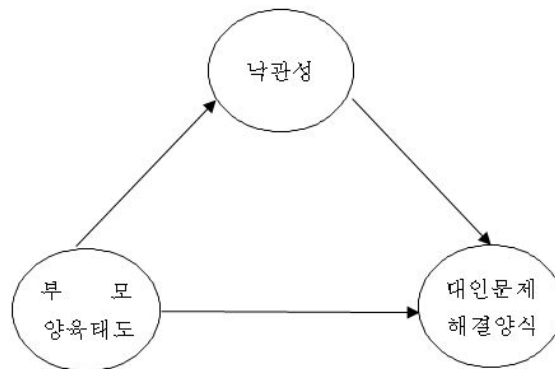 낙관성
부 모
양육태도
대인문제
해결양식